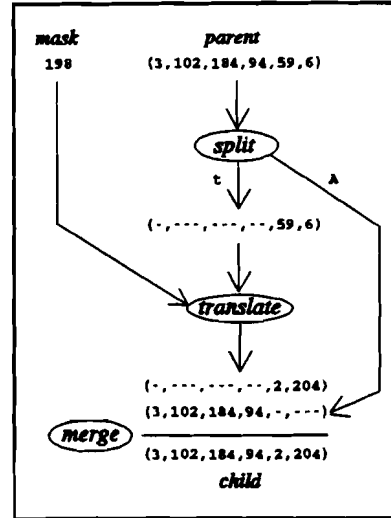 mask parent
198 (3,102,184,94,59,6)
split
t λ
(-,---,---,--,59,6)
translate
(-,---,---,--,2,204)
(3,102,184,94,-,---)
merge
(3,102,184,94,2,204)
child